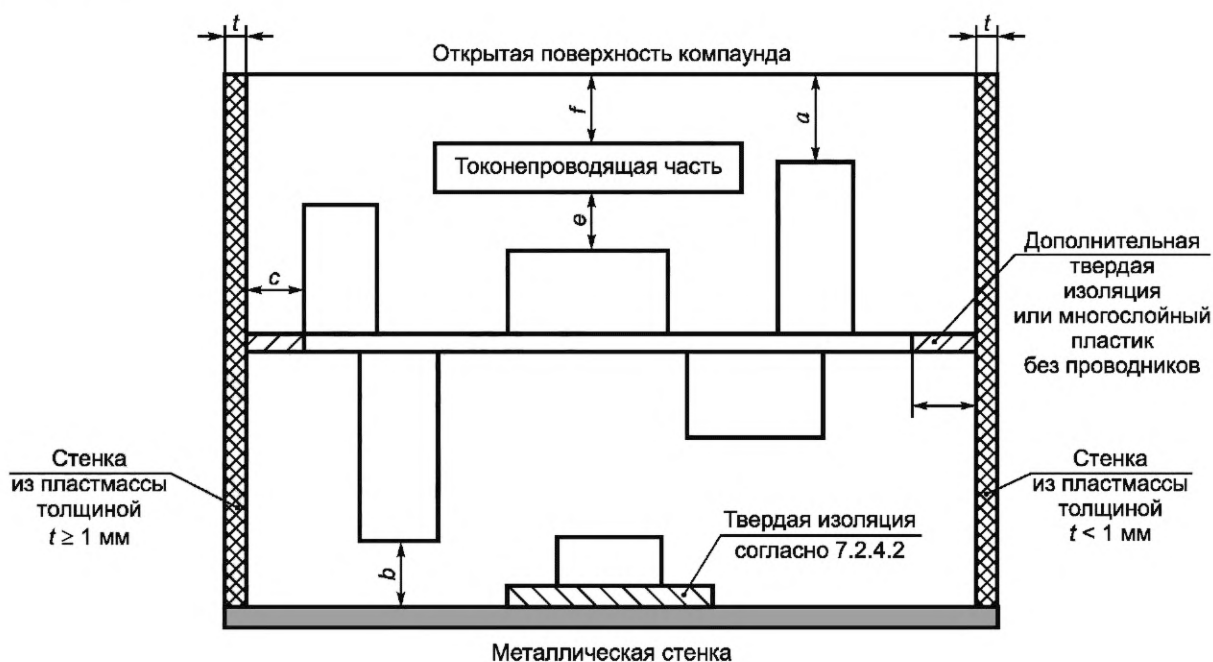 t
t
Открытая поверхность компаунда
f
a
Токонепроводящая часть
e
c
Дополнительная
твердая
изоляция
или многослойный
пластик
без проводников
Стенка
из пластмассы
толщиной
t ≥ 1 мм
Стенка
из пластмассы
толщиной
t < 1 мм
Твердая изоляция
согласно 7.2.4.2
b
Металлическая стенка